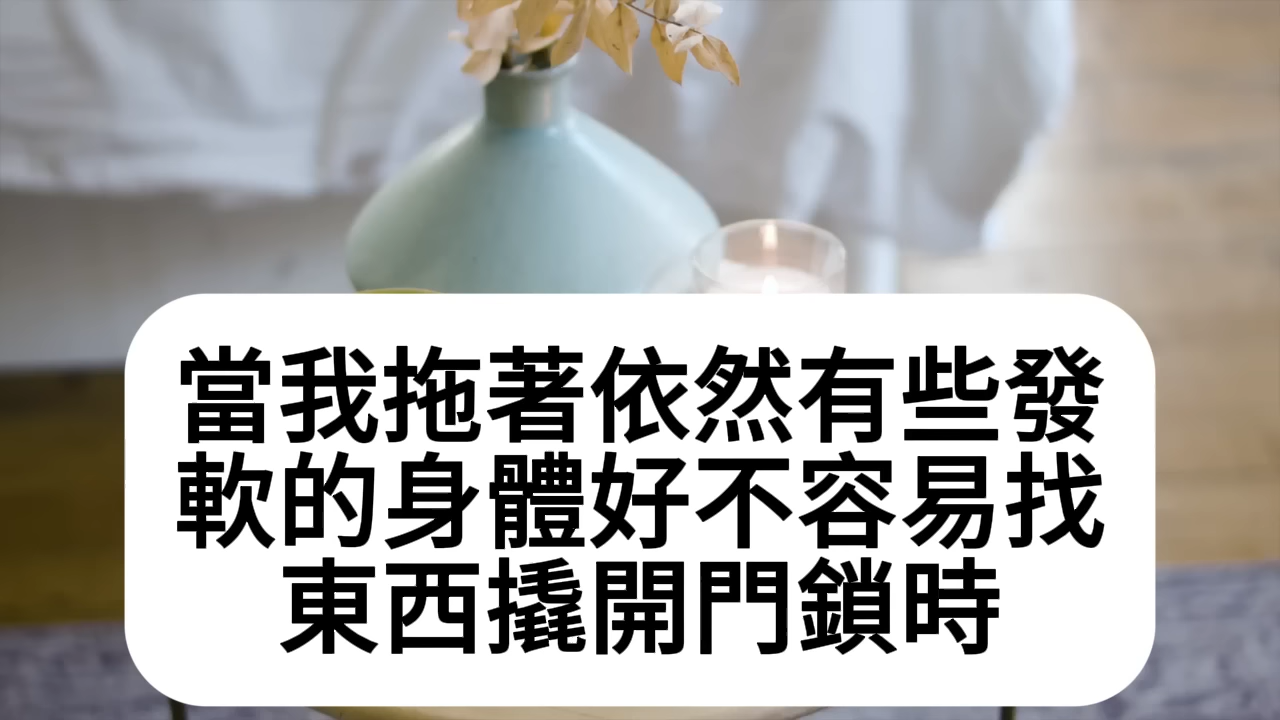 當我拖著依然有些發
軟的身體好不容易找
東西撬開門鎖時